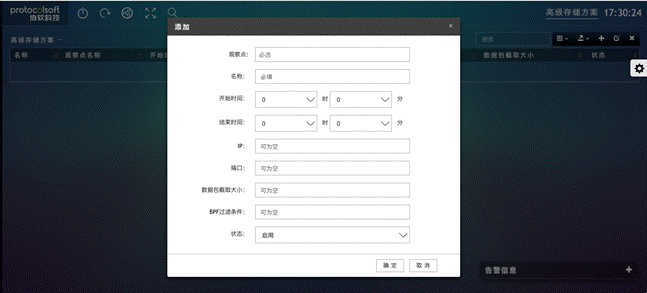 protocolsoft
协软科技
高级存储方案 17:30:24
高级存储方案
搜索
名称 观察点名称 开始时 数据包截取大小 状态
添加 ×
观察点: 必选
名称: 必填
开始时间: 0 时 0 分
结束时间: 0 时 0 分
IP: 可为空
端口: 可为空
数据包截取大小: 可为空
BPF过滤条件: 可为空
状态: 启用
确定 取消
告警信息 +